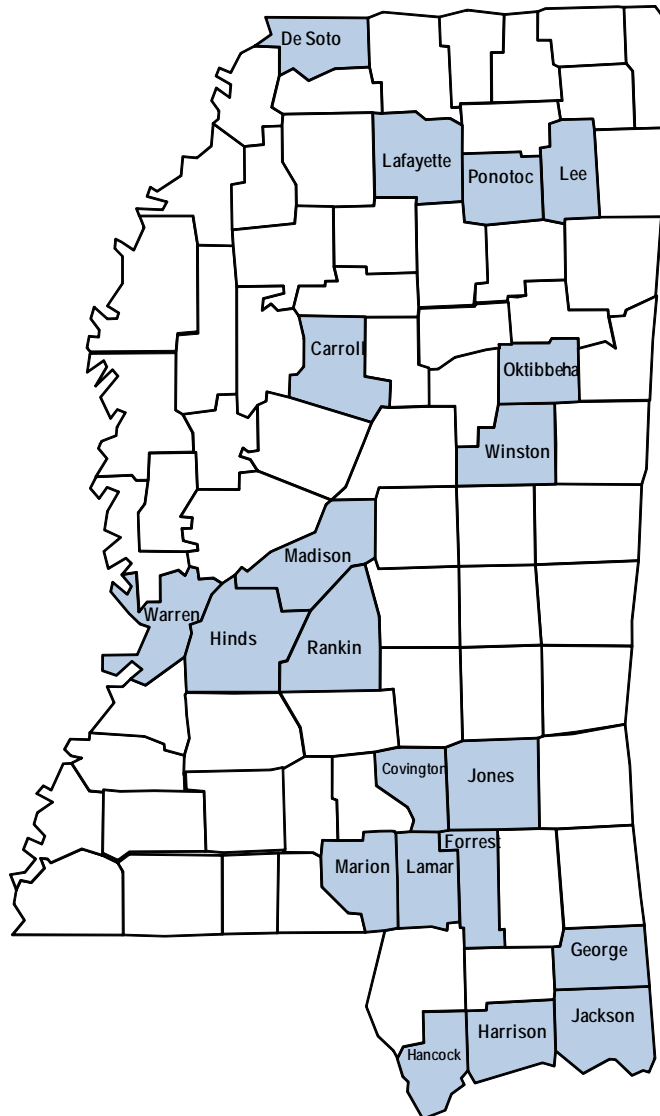 De Soto
Lafayette
Ponotoc
Lee
Carroll
Oktibbeha
Winston
Madison
Warren
Hinds
Rankin
Covington
Jones
Forrest
Marion
Lamar
George
Jackson
Harrison
Hancock